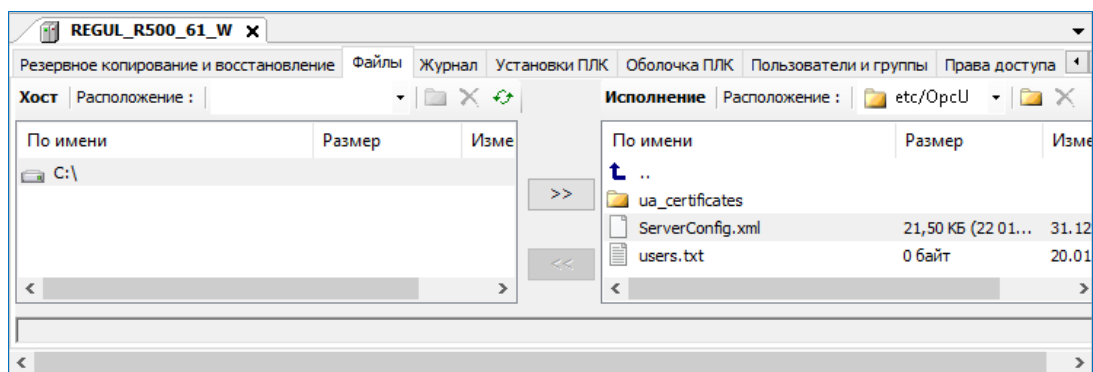 REGUL_R500_61_W X
Резервное копирование и восстановление Файлы Журнал Установки ПЛК Оболочка ПЛК Пользователи и группы Права доступа
Хост Расположение : Исполнение Расположение : etc/OpcU
По имени Размер Изме По имени Размер Изме
C:\ ..
>> ua_certificates
ServerConfig.xml 21,50 КБ (22 01... 31.12
<< users.txt 0 байт 20.01